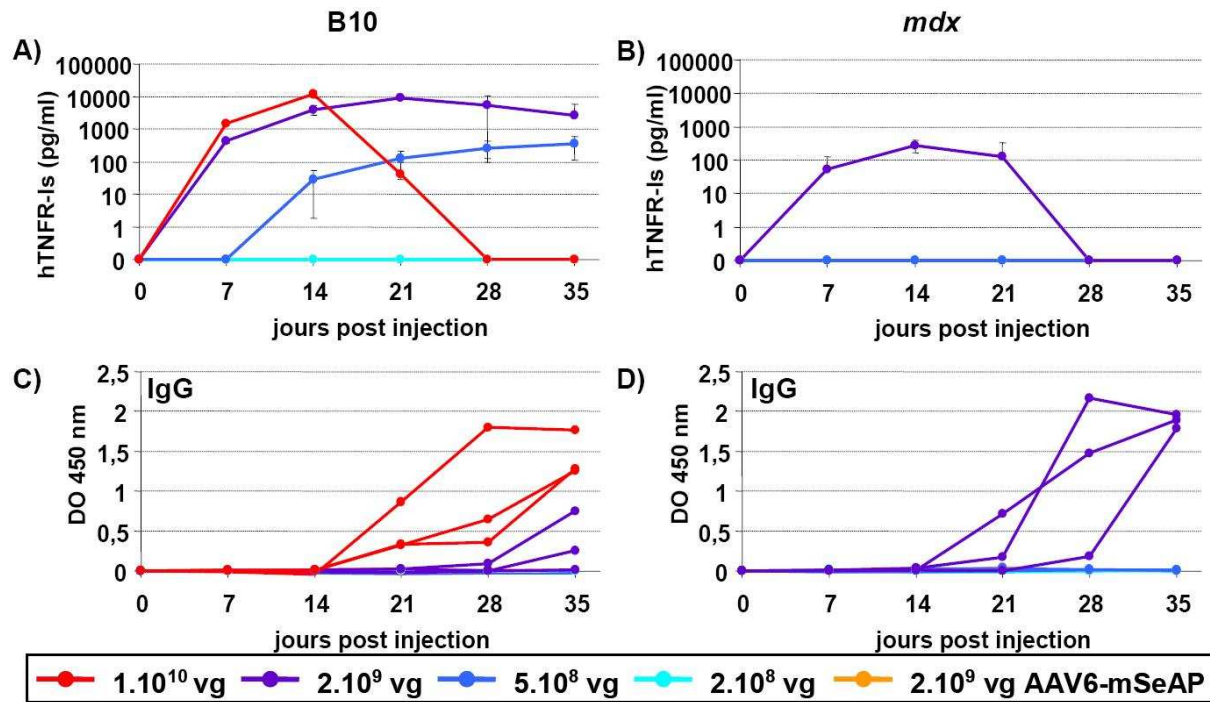 B10
mdx
A)
hTNFR-Is (pg/ml)
100000
10000
1000
100
10
1
0
0 7 14 21 28 35
jours post injection
B)
hTNFR-Is (pg/ml)
100000
10000
1000
100
10
1
0
0 7 14 21 28 35
jours post injection
C)
IgG
DO 450 nm
2,5
2
1,5
1
0,5
0
0 7 14 21 28 35
jours post injection
D)
IgG
DO 450 nm
2,5
2
1,5
1
0,5
0
0 7 14 21 28 35
jours post injection
1.10¹⁰ vg 2.10⁹ vg 5.10⁸ vg 2.10⁸ vg 2.10⁹ vg AAV6-mSeAP